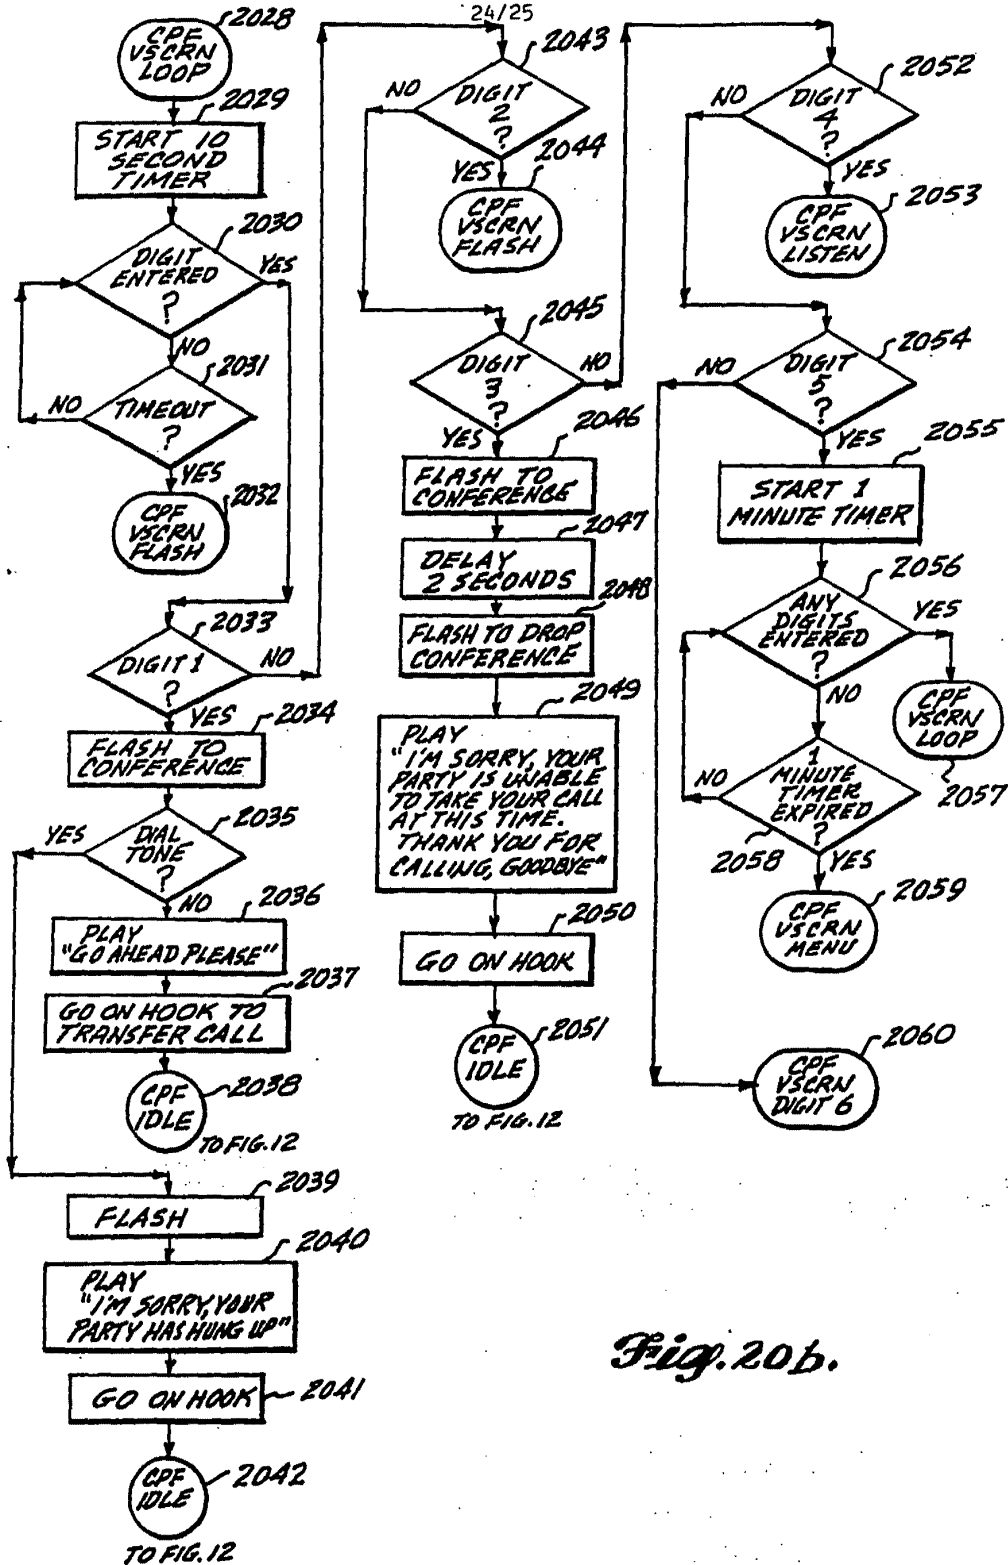 24/25
2028
CPF
VSCRN
LOOP
2029
START 10
SECOND
TIMER
2030
DIGIT
ENTERED
?
YES
NO
2031
TIMEOUT
?
NO
YES
2032
CPF
VSCRN
FLASH
2033
DIGIT 1
?
NO
YES
2034
FLASH TO
CONFERENCE
2035
DIAL
TONE
?
YES
NO
2036
PLAY
"GO AHEAD PLEASE"
2037
GO ON HOOK TO
TRANSFER CALL
2038
CPF
IDLE
TO FIG.12
2039
FLASH
2040
PLAY
"I'M SORRY, YOUR
PARTY HAS HUNG UP"
2041
GO ON HOOK
2042
CPF
IDLE
TO FIG.12
2043
DIGIT
2
?
NO
YES
2044
CPF
VSCRN
FLASH
2045
DIGIT
3
?
NO
YES
2046
FLASH TO
CONFERENCE
2047
DELAY
2 SECONDS
2048
FLASH TO DROP
CONFERENCE
2049
PLAY
"I'M SORRY, YOUR
PARTY IS UNABLE
TO TAKE YOUR CALL
AT THIS TIME.
THANK YOU FOR
CALLING, GOODBYE"
2050
GO ON HOOK
2051
CPF
IDLE
TO FIG.12
2052
DIGIT
4
?
NO
YES
2053
CPF
VSCRN
LISTEN
2054
DIGIT
5
?
NO
YES
2055
START 1
MINUTE TIMER
2056
ANY
DIGITS
ENTERED
?
YES
NO
CPF
VSCRN
LOOP
2057
1
MINUTE
TIMER
EXPIRED
?
NO
2058
YES
2059
CPF
VSCRN
MENU
2060
CPF
VSCRN
DIGIT 6
Fig. 20b.